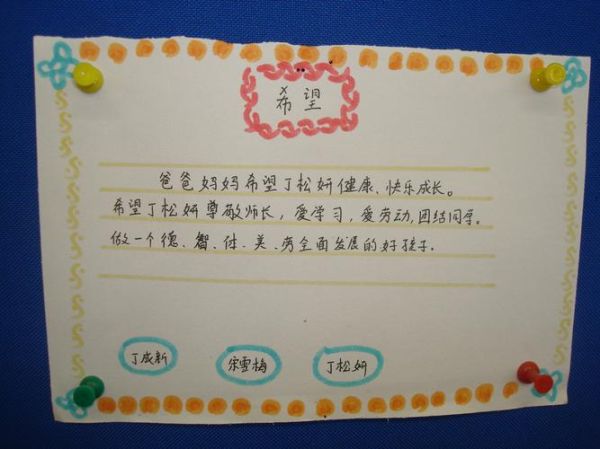 希望
爸爸妈妈希望丁松妍健康、快乐成长。
希望丁松妍尊敬师长，爱学习，爱劳动，团结同学。
做一个德、智、体、美、劳全面发展的好孩子。
丁成新 宋雪梅 丁松妍